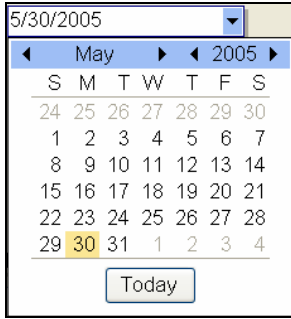 5/30/2005
May 2005
S M T W T F S
24 25 26 27 28 29 30
1 2 3 4 5 6 7
8 9 10 11 12 13 14
15 16 17 18 19 20 21
22 23 24 25 26 27 28
29 30 31 1 2 3 4
Today